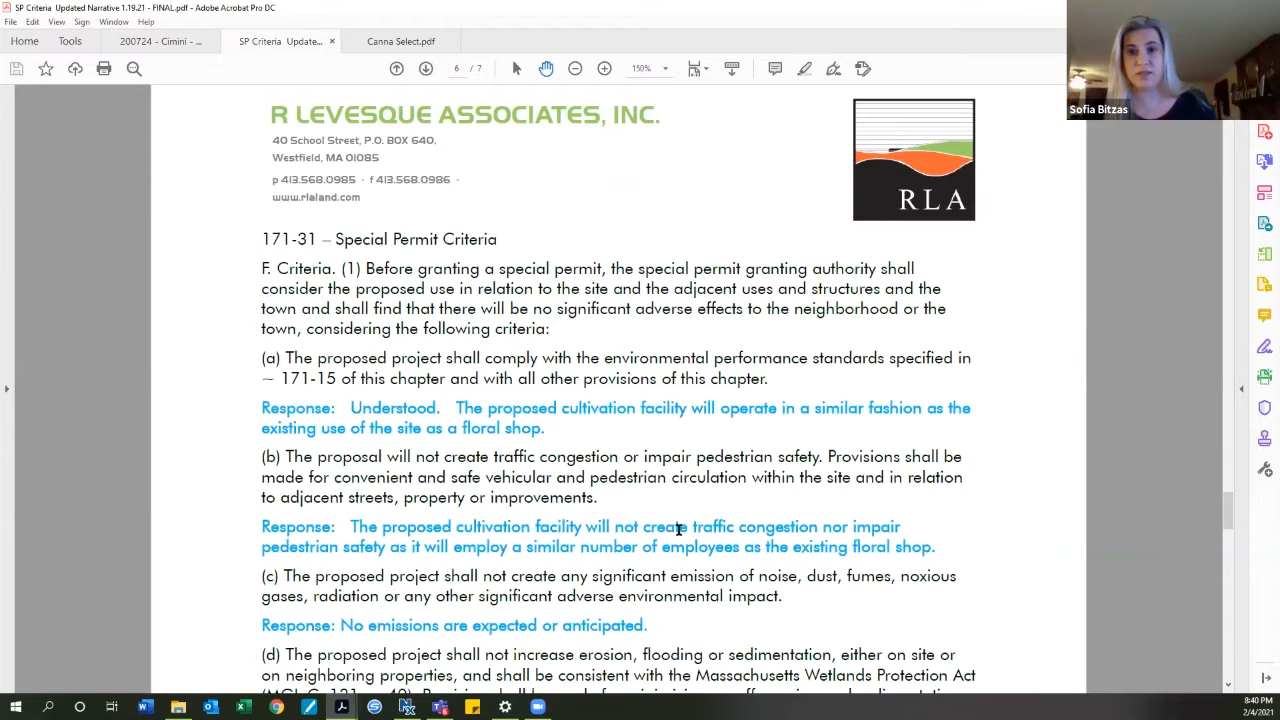 SP Criteria Updated Narrative 1.19.21 - FINAL.pdf - Adobe Acrobat Pro DC
File Edit View Sign Window Help
Home Tools 200724 - Cimini - ... SP Criteria Update... × Canna Select.pdf
6 / 7 150%
Sofia Bitzas
R LEVESQUE ASSOCIATES, INC.
40 School Street, P.O. BOX 640,
Westfield, MA 01085
p 413.568.0985 · f 413.568.0986 ·
www.rlaland.com
RLA
171-31 – Special Permit Criteria
F. Criteria. (1) Before granting a special permit, the special permit granting authority shall
consider the proposed use in relation to the site and the adjacent uses and structures and the
town and shall find that there will be no significant adverse effects to the neighborhood or the
town, considering the following criteria:
(a) The proposed project shall comply with the environmental performance standards specified in
~ 171-15 of this chapter and with all other provisions of this chapter.
Response: Understood. The proposed cultivation facility will operate in a similar fashion as the
existing use of the site as a floral shop.
(b) The proposal will not create traffic congestion or impair pedestrian safety. Provisions shall be
made for convenient and safe vehicular and pedestrian circulation within the site and in relation
to adjacent streets, property or improvements.
Response: The proposed cultivation facility will not create traffic congestion nor impair
pedestrian safety as it will employ a similar number of employees as the existing floral shop.
(c) The proposed project shall not create any significant emission of noise, dust, fumes, noxious
gases, radiation or any other significant adverse environmental impact.
Response: No emissions are expected or anticipated.
(d) The proposed project shall not increase erosion, flooding or sedimentation, either on site or
on neighboring properties, and shall be consistent with the Massachusetts Wetlands Protection Act
8:40 PM
2/4/2021